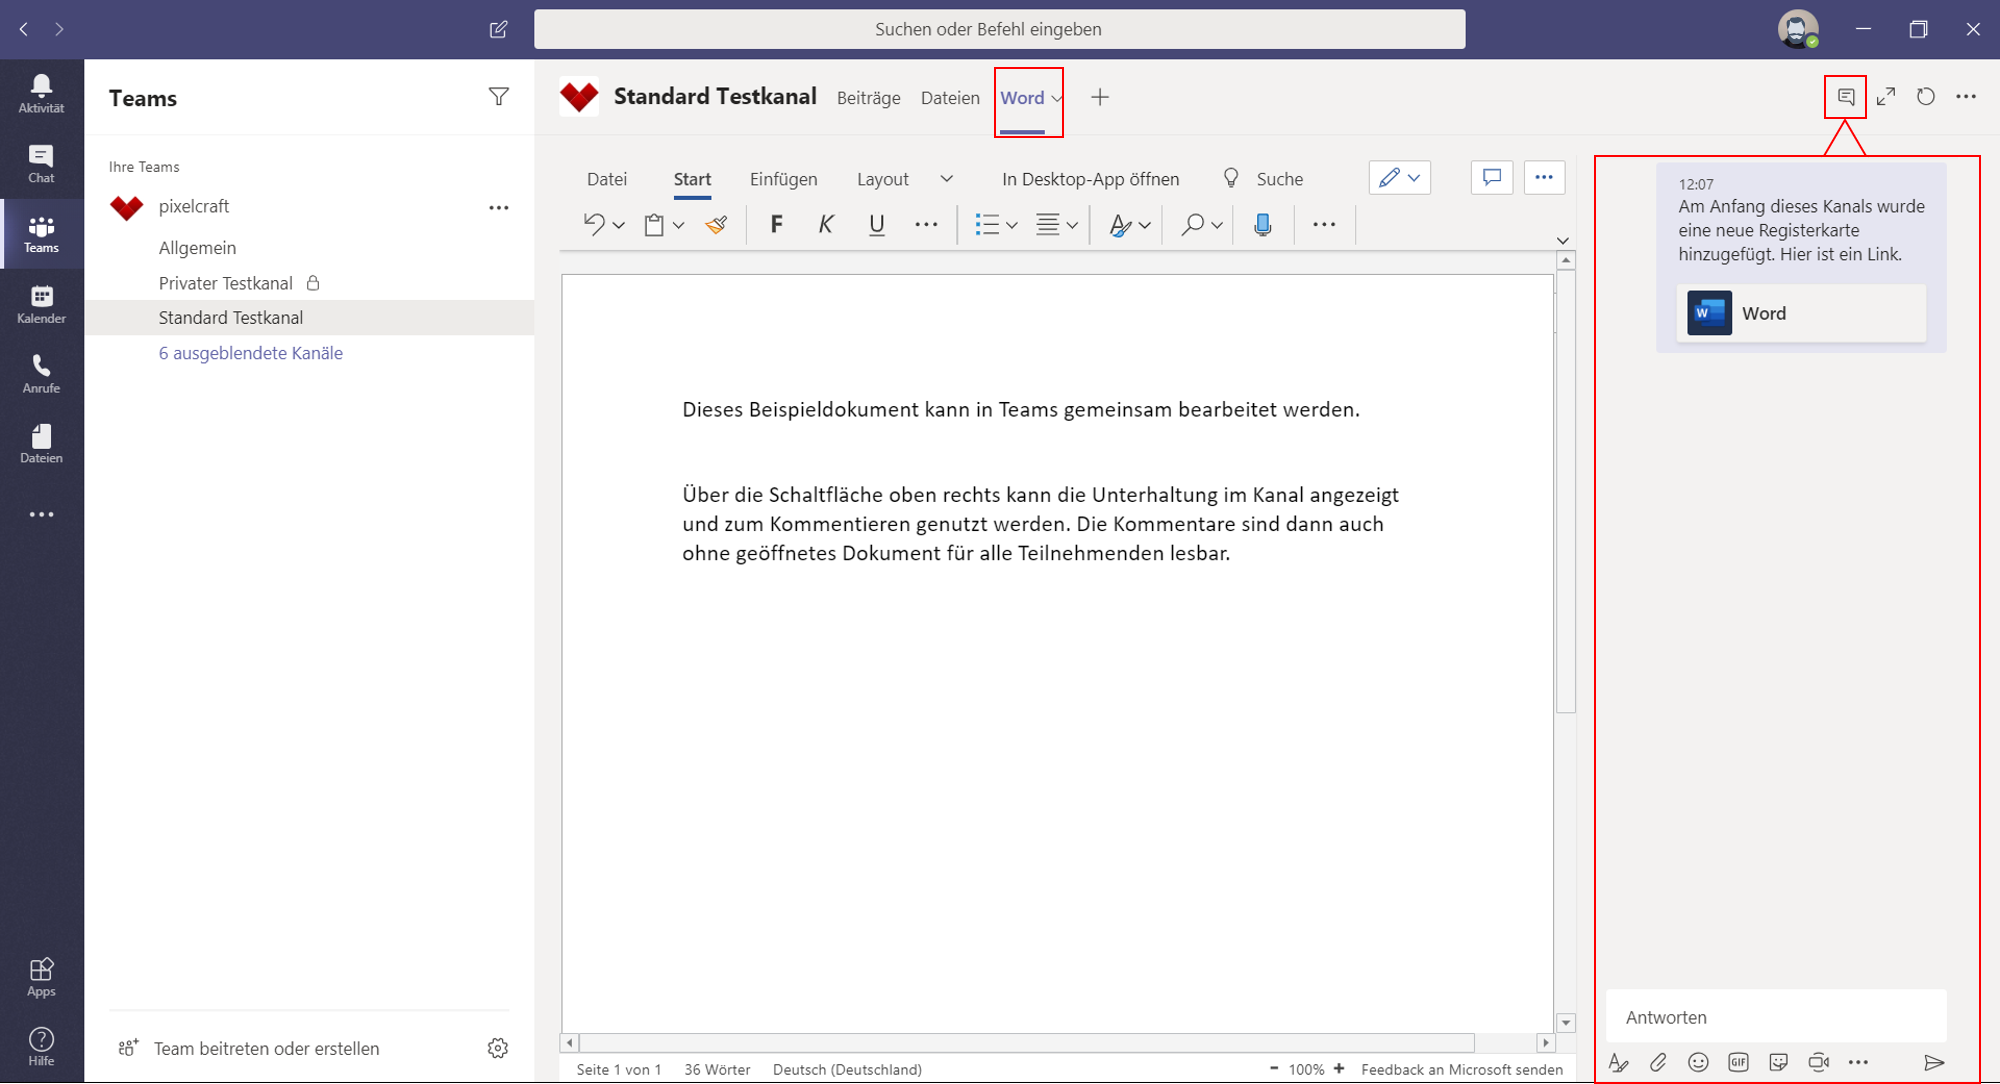 Suchen oder Befehl eingeben
Aktivität
Chat
Teams
Kalender
Anrufe
Dateien
Apps
Hilfe
Teams
Ihre Teams
pixelcraft
Allgemein
Privater Testkanal
Standard Testkanal
6 ausgeblendete Kanäle
Team beitreten oder erstellen
Standard Testkanal Beiträge Dateien Word
Datei Start Einfügen Layout In Desktop-App öffnen Suche
F K U
Dieses Beispieldokument kann in Teams gemeinsam bearbeitet werden.
Über die Schaltfläche oben rechts kann die Unterhaltung im Kanal angezeigt
und zum Kommentieren genutzt werden. Die Kommentare sind dann auch
ohne geöffnetes Dokument für alle Teilnehmenden lesbar.
Seite 1 von 1 36 Wörter Deutsch (Deutschland) - 100% + Feedback an Microsoft senden
12:07
Am Anfang dieses Kanals wurde
eine neue Registerkarte
hinzugefügt. Hier ist ein Link.
W Word
Antworten
GIF